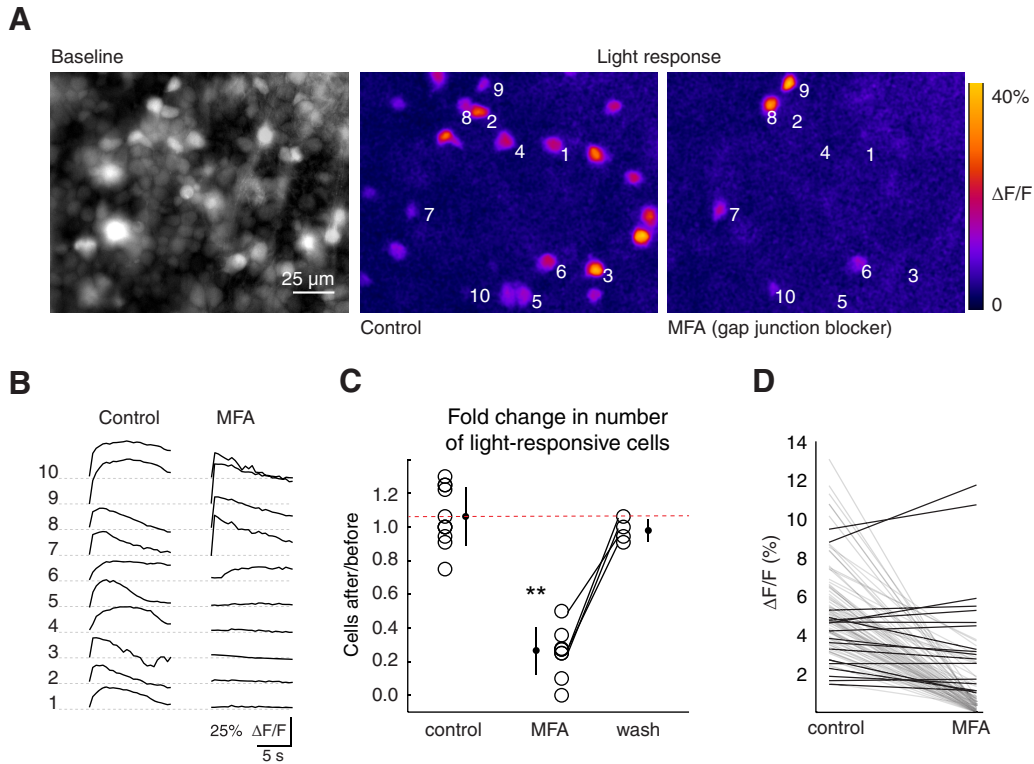 A
Baseline
Light response
9
8 2
4 1
7
6 3
10 5
25 µm
Control
9
8 2
4 1
7
6 3
10 5
MFA (gap junction blocker)
40%
ΔF/F
0
B
Control MFA
10
9
8
7
6
5
4
3
2
1
25% ΔF/F
5 s
C
Fold change in number
of light-responsive cells
Cells after/before
1.2
1.0
0.8
0.6
0.4
0.2
0.0
**
control MFA wash
D
ΔF/F (%)
14
12
10
8
6
4
2
control MFA